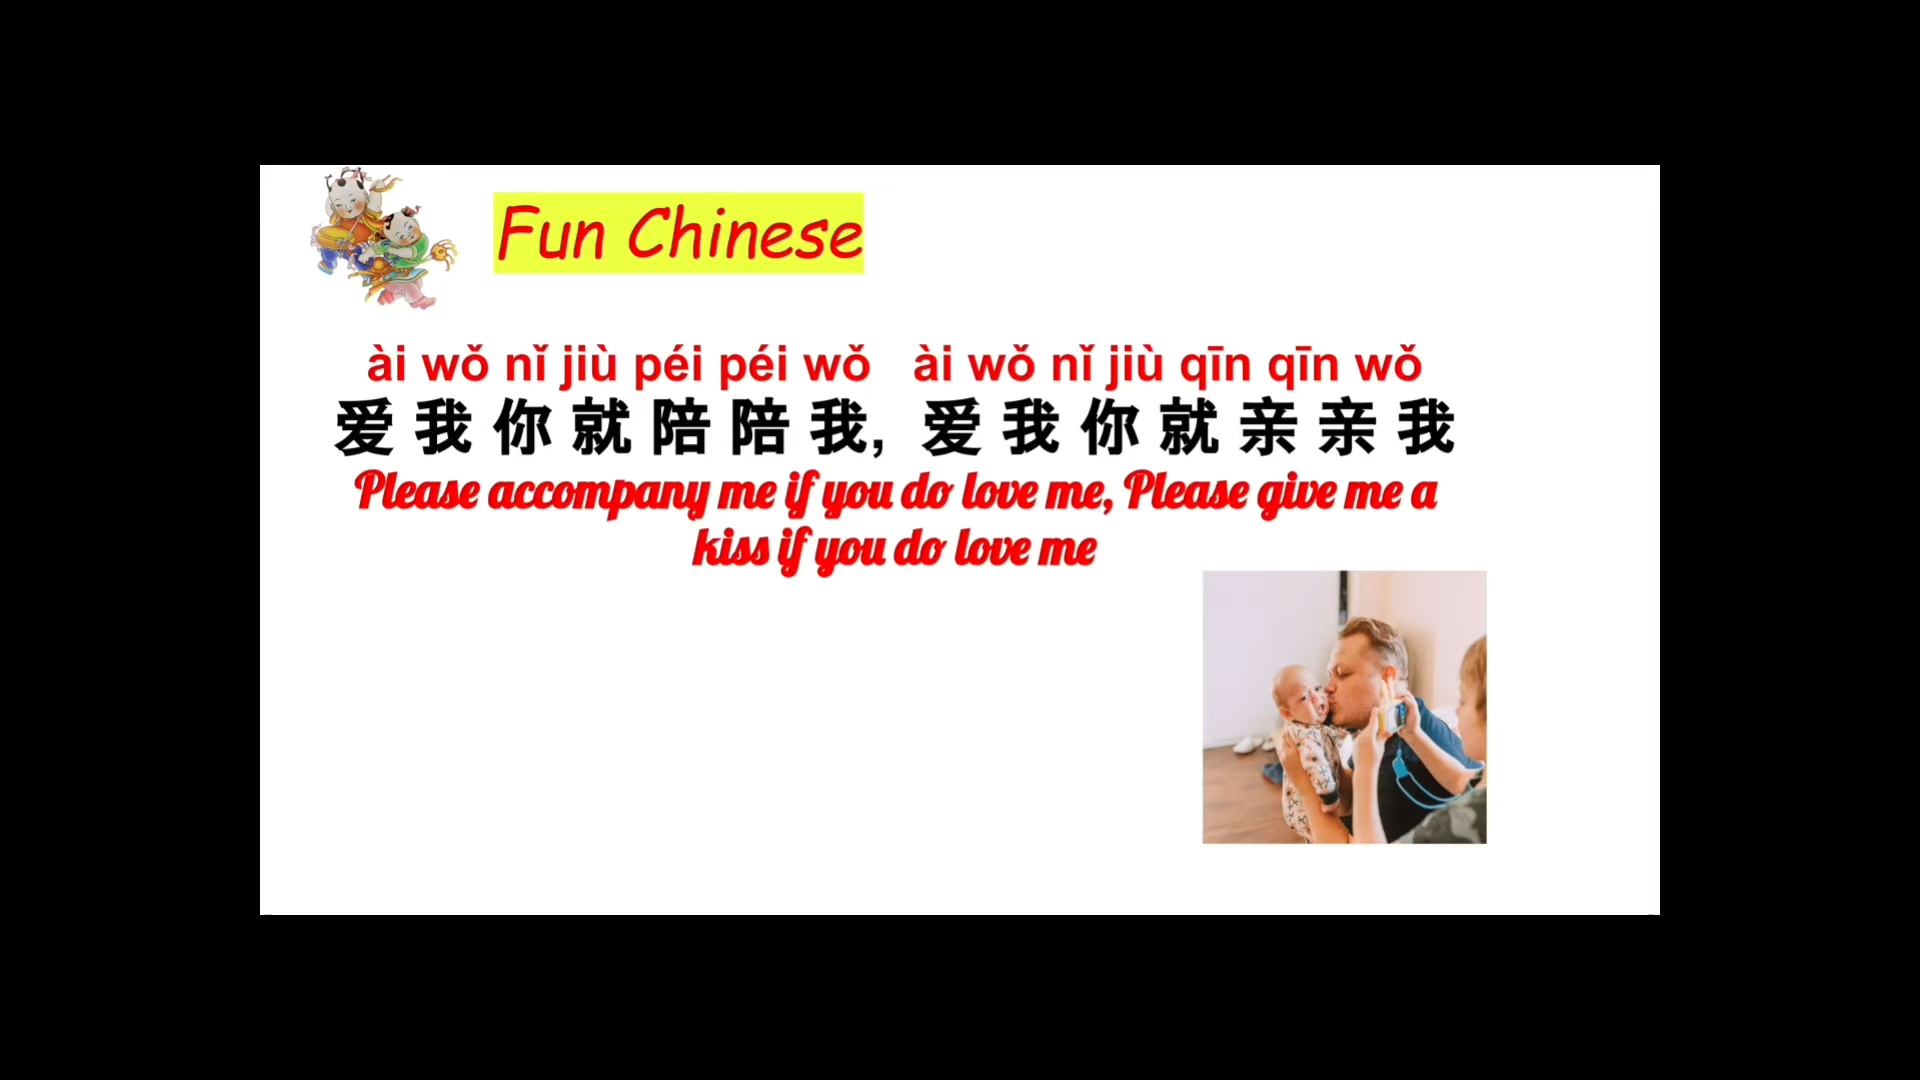 Fun Chinese
ài wǒ nǐ jiù péi péi wǒ ài wǒ nǐ jiù qīn qīn wǒ
爱 我 你 就 陪 陪 我, 爱 我 你 就 亲 亲 我
Please accompany me if you do love me, Please give me a
kiss if you do love me